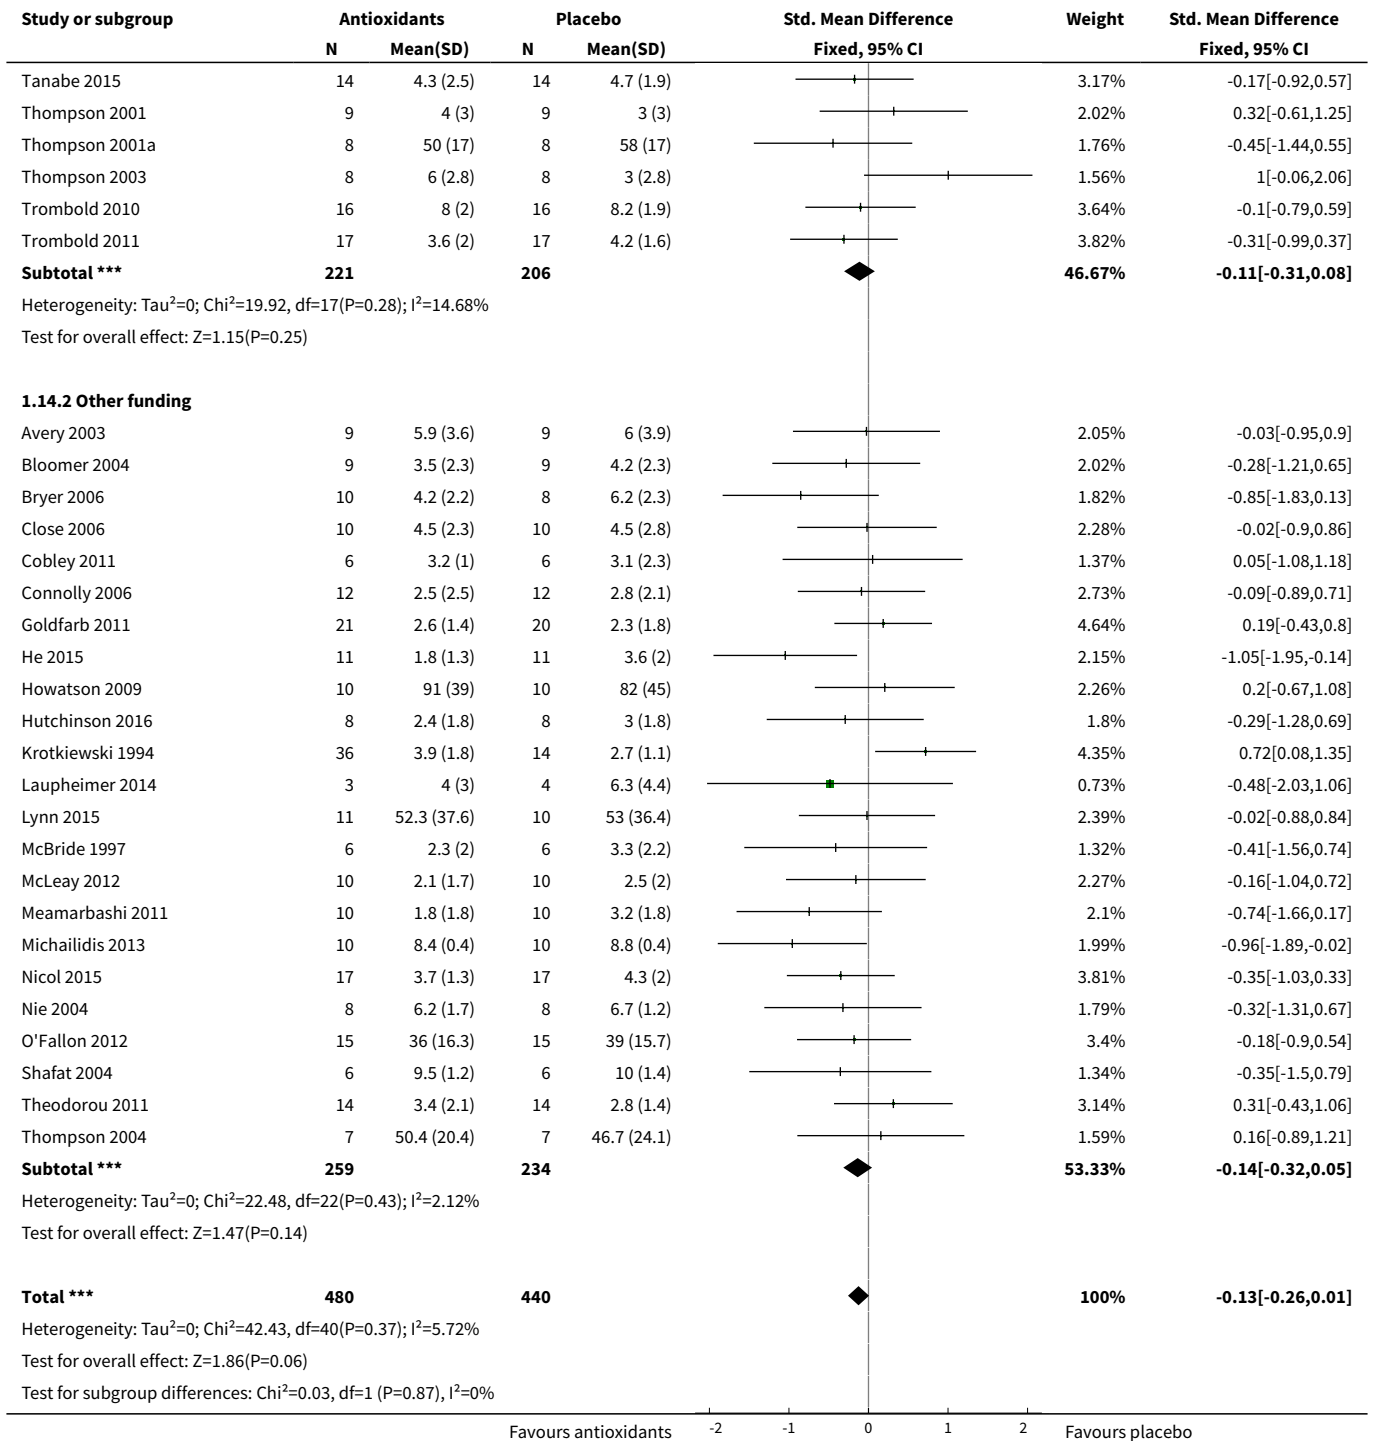 Study or subgroup Antioxidants Placebo Std. Mean Difference Weight Std. Mean Difference
N Mean(SD) N Mean(SD) Fixed, 95% CI Fixed, 95% CI
Tanabe 2015 14 4.3 (2.5) 14 4.7 (1.9) 3.17% -0.17[-0.92,0.57]
Thompson 2001 9 4 (3) 9 3 (3) 2.02% 0.32[-0.61,1.25]
Thompson 2001a 8 50 (17) 8 58 (17) 1.76% -0.45[-1.44,0.55]
Thompson 2003 8 6 (2.8) 8 3 (2.8) 1.56% 1[-0.06,2.06]
Trombold 2010 16 8 (2) 16 8.2 (1.9) 3.64% -0.1[-0.79,0.59]
Trombold 2011 17 3.6 (2) 17 4.2 (1.6) 3.82% -0.31[-0.99,0.37]
Subtotal *** 221 206 46.67% -0.11[-0.31,0.08]
Heterogeneity: Tau²=0; Chi²=19.92, df=17(P=0.28); I²=14.68%
Test for overall effect: Z=1.15(P=0.25)
1.14.2 Other funding
Avery 2003 9 5.9 (3.6) 9 6 (3.9) 2.05% -0.03[-0.95,0.9]
Bloomer 2004 9 3.5 (2.3) 9 4.2 (2.3) 2.02% -0.28[-1.21,0.65]
Bryer 2006 10 4.2 (2.2) 8 6.2 (2.3) 1.82% -0.85[-1.83,0.13]
Close 2006 10 4.5 (2.3) 10 4.5 (2.8) 2.28% -0.02[-0.9,0.86]
Cobley 2011 6 3.2 (1) 6 3.1 (2.3) 1.37% 0.05[-1.08,1.18]
Connolly 2006 12 2.5 (2.5) 12 2.8 (2.1) 2.73% -0.09[-0.89,0.71]
Goldfarb 2011 21 2.6 (1.4) 20 2.3 (1.8) 4.64% 0.19[-0.43,0.8]
He 2015 11 1.8 (1.3) 11 3.6 (2) 2.15% -1.05[-1.95,-0.14]
Howatson 2009 10 91 (39) 10 82 (45) 2.26% 0.2[-0.67,1.08]
Hutchinson 2016 8 2.4 (1.8) 8 3 (1.8) 1.8% -0.29[-1.28,0.69]
Krotkiewski 1994 36 3.9 (1.8) 14 2.7 (1.1) 4.35% 0.72[0.08,1.35]
Laupheimer 2014 3 4 (3) 4 6.3 (4.4) 0.73% -0.48[-2.03,1.06]
Lynn 2015 11 52.3 (37.6) 10 53 (36.4) 2.39% -0.02[-0.88,0.84]
McBride 1997 6 2.3 (2) 6 3.3 (2.2) 1.32% -0.41[-1.56,0.74]
McLeay 2012 10 2.1 (1.7) 10 2.5 (2) 2.27% -0.16[-1.04,0.72]
Meamarbashi 2011 10 1.8 (1.8) 10 3.2 (1.8) 2.1% -0.74[-1.66,0.17]
Michailidis 2013 10 8.4 (0.4) 10 8.8 (0.4) 1.99% -0.96[-1.89,-0.02]
Nicol 2015 17 3.7 (1.3) 17 4.3 (2) 3.81% -0.35[-1.03,0.33]
Nie 2004 8 6.2 (1.7) 8 6.7 (1.2) 1.79% -0.32[-1.31,0.67]
O'Fallon 2012 15 36 (16.3) 15 39 (15.7) 3.4% -0.18[-0.9,0.54]
Shafat 2004 6 9.5 (1.2) 6 10 (1.4) 1.34% -0.35[-1.5,0.79]
Theodorou 2011 14 3.4 (2.1) 14 2.8 (1.4) 3.14% 0.31[-0.43,1.06]
Thompson 2004 7 50.4 (20.4) 7 46.7 (24.1) 1.59% 0.16[-0.89,1.21]
Subtotal *** 259 234 53.33% -0.14[-0.32,0.05]
Heterogeneity: Tau²=0; Chi²=22.48, df=22(P=0.43); I²=2.12%
Test for overall effect: Z=1.47(P=0.14)
Total *** 480 440 100% -0.13[-0.26,0.01]
Heterogeneity: Tau²=0; Chi²=42.43, df=40(P=0.37); I²=5.72%
Test for overall effect: Z=1.86(P=0.06)
Test for subgroup differences: Chi²=0.03, df=1 (P=0.87), I²=0%
Favours antioxidants -2 -1 0 1 2 Favours placebo